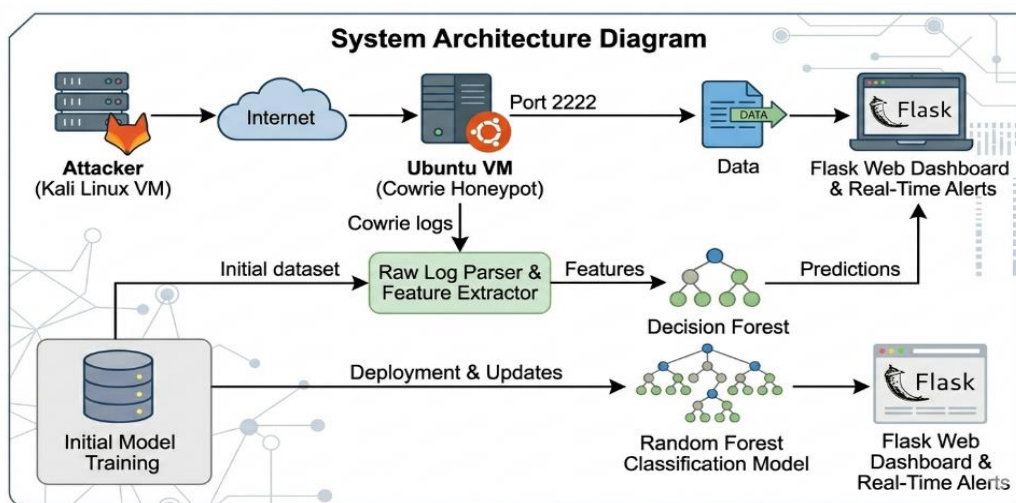 System Architecture Diagram
Internet
Port 2222
DATA
Flask
Attacker
(Kali Linux VM)
Ubuntu VM
(Cowrie Honeypot)
Data
Flask Web Dashboard
& Real-Time Alerts
Cowrie logs
Initial dataset
Raw Log Parser &
Feature Extractor
Features
Predictions
Decision Forest
Deployment & Updates
Flask
Initial Model
Training
Random Forest
Classification Model
Flask Web
Dashboard &
Real-Time Alerts